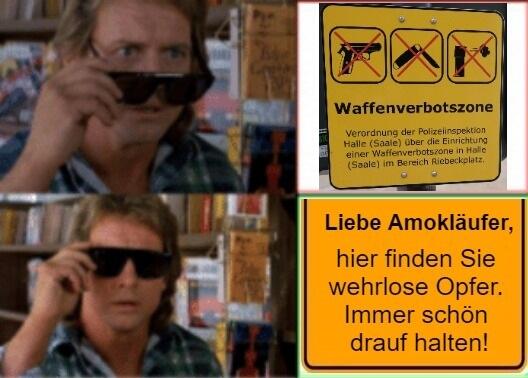 Waffenverbotszone
Verordnung der Polizeiinspektion
Halle (Saale) über die Einrichtung
einer Waffenverbotszone in Halle
(Saale) im Bereich Riebeckplatz.
Liebe Amokläufer,
hier finden Sie
wehrlose Opfer.
Immer schön
drauf halten!